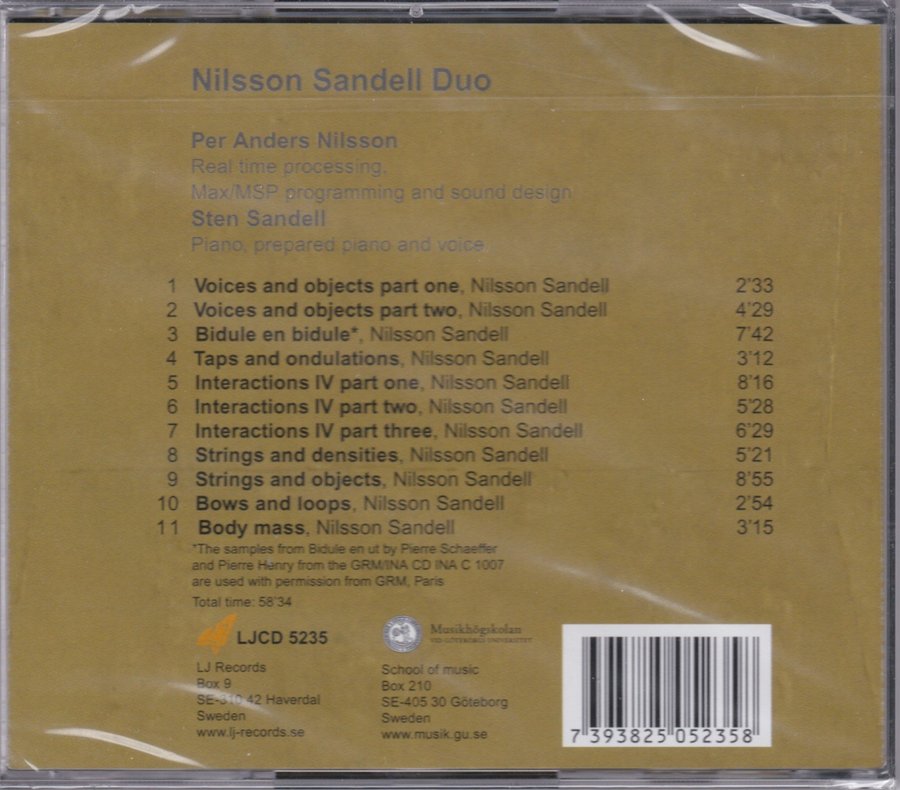 Nilsson Sandell Duo
Per Anders Nilsson
Real time processing,
Max/MSP programming and sound design
Sten Sandell
Piano, prepared piano and voice
1 Voices and objects part one, Nilsson Sandell 2'33
2 Voices and objects part two, Nilsson Sandell 4'29
3 Bidule en bidule*, Nilsson Sandell 7'42
4 Taps and ondulations, Nilsson Sandell 3'12
5 Interactions IV part one, Nilsson Sandell 8'16
6 Interactions IV part two, Nilsson Sandell 5'28
7 Interactions IV part three, Nilsson Sandell 6'29
8 Strings and densities, Nilsson Sandell 5'21
9 Strings and objects, Nilsson Sandell 8'55
10 Bows and loops, Nilsson Sandell 2'54
11 Body mass, Nilsson Sandell 3'15
*The samples from Bidule en ut by Pierre Schaeffer
and Pierre Henry from the GRM/INA CD INA C 1007
are used with permission from GRM, Paris
Total time: 58'34
LJCD 5235
LJ Records
Box 9
SE-310 42 Haverdal
Sweden
www.lj-records.se
Musikhögskolan
VID GÖTEBORGS UNIVERSITET
School of music
Box 210
SE-405 30 Göteborg
Sweden
www.musik.gu.se
7 393825 052358